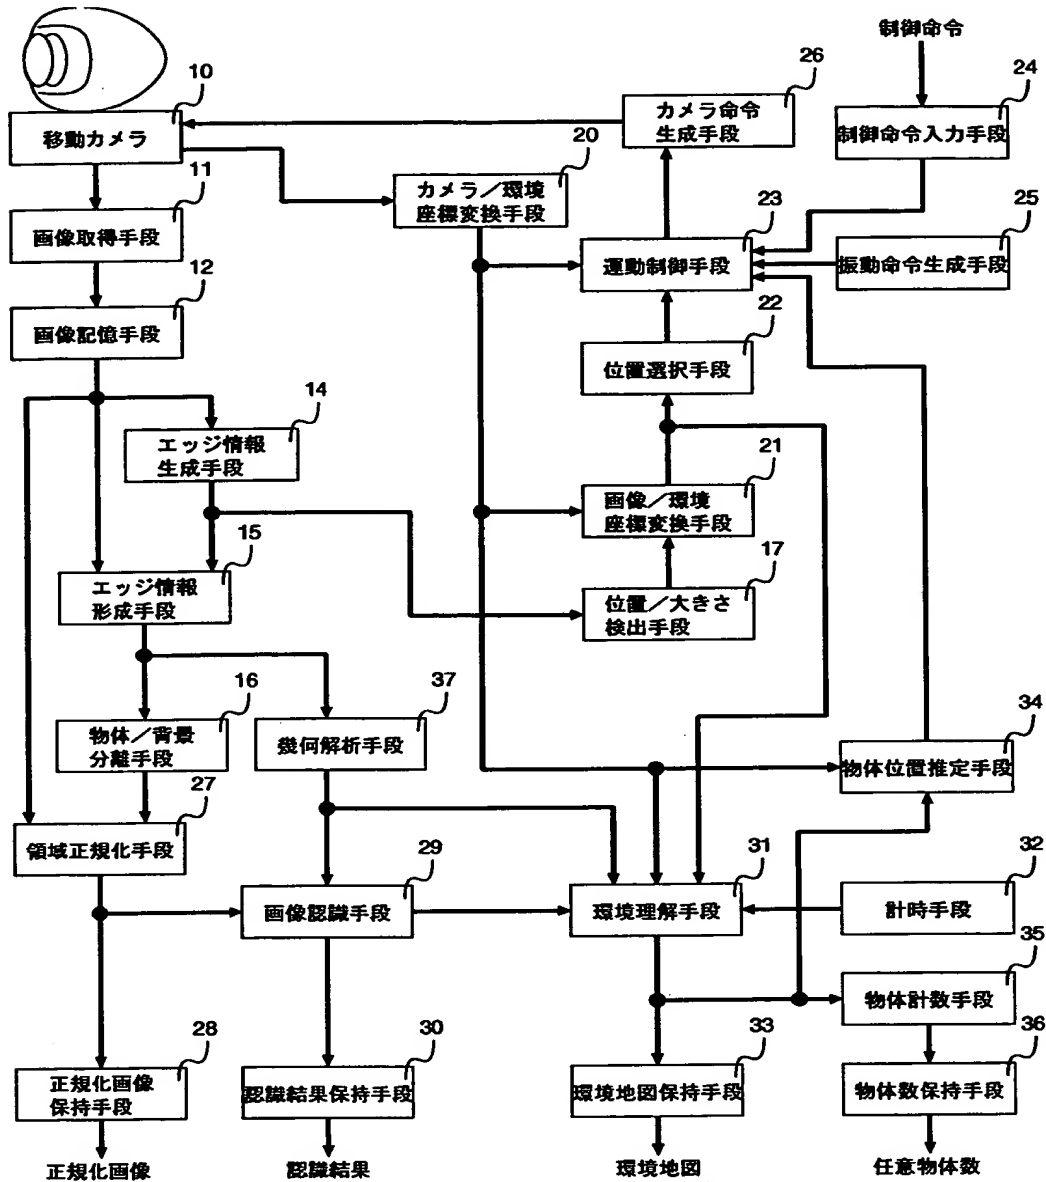 制御命令
26
24
10
カメラ命令
生成手段
制御命令入力手段
移動カメラ
20
11
カメラ/環境
座標変換手段
23
25
画像取得手段
運動制御手段
振動命令生成手段
12
22
画像記憶手段
位置選択手段
14
エッジ情報
生成手段
21
画像/環境
座標変換手段
15
17
エッジ情報
形成手段
位置/大きさ
検出手段
16
37
34
物体/背景
分離手段
幾何解析手段
物体位置推定手段
27
領域正規化手段
29
31
32
画像認識手段
環境理解手段
計時手段
35
物体計数手段
28
30
33
36
正規化画像
保持手段
認識結果保持手段
環境地図保持手段
物体数保持手段
正規化画像
認識結果
環境地図
任意物体数